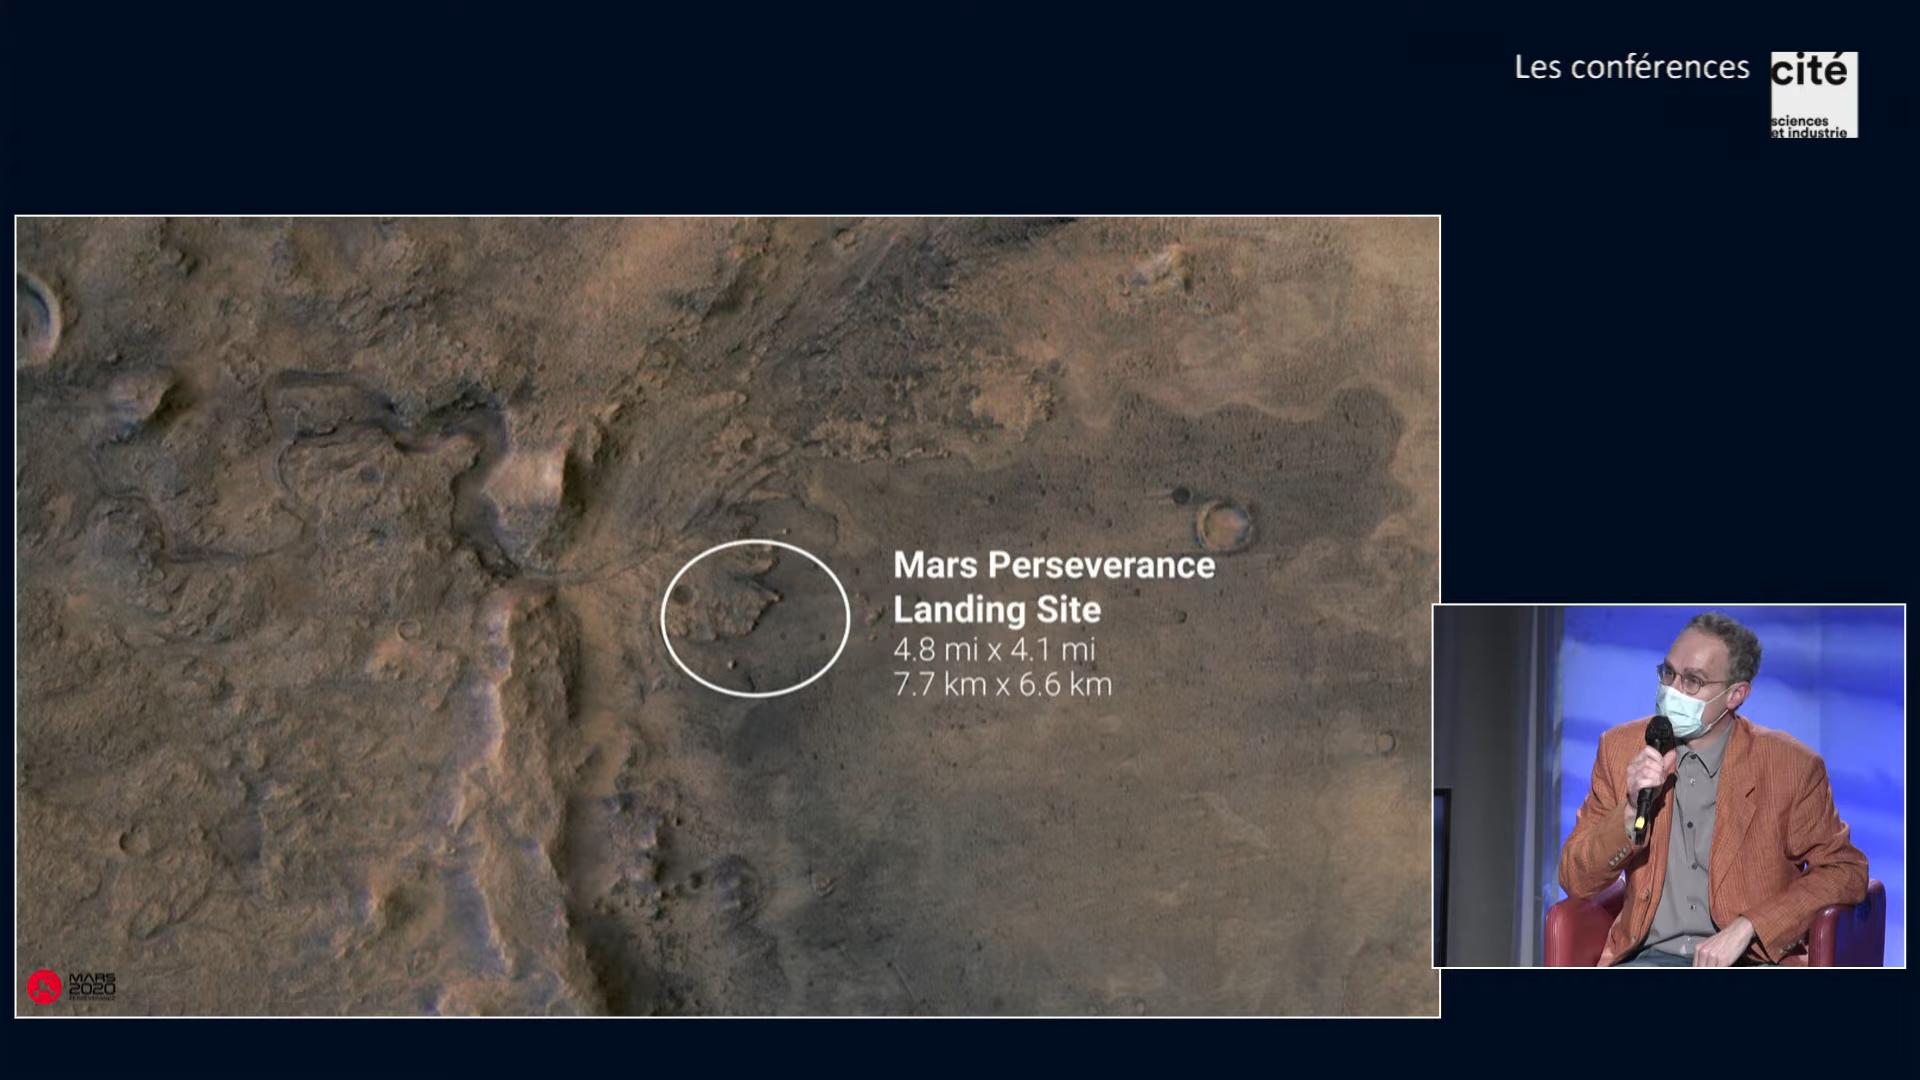 Les conférences
cité
sciences
et industrie
Mars Perseverance
Landing Site
4.8 mi x 4.1 mi
7.7 km x 6.6 km
MARS
2020
PERSEVERANCE